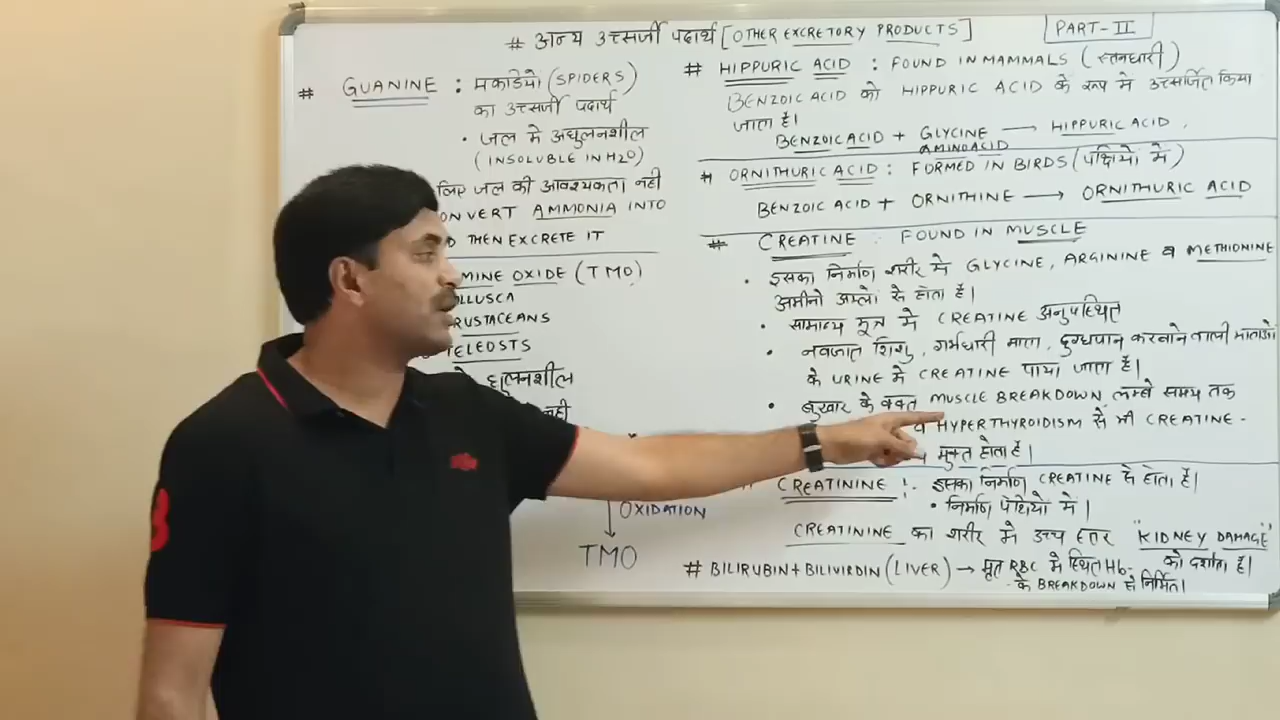 # अन्य उत्सर्जी पदार्थ [OTHER EXCRETORY PRODUCTS]
PART-II
# GUANINE : मकडियो (SPIDERS)
का उत्सर्जी पदार्थ
• जल मे अघुलनशील
(INSOLUBLE IN H2O)
लिए जल की आवश्यकता नही
ONVERT AMMONIA INTO
D THEN EXCRETE IT
MINE OXIDE (TMO)
LLUSCA
RUSTACEANS
TELEOSTS
घुलनशील
नही
OXIDATION
TMO
# HIPPURIC ACID : FOUND IN MAMMALS (स्तनधारी)
BENZOIC ACID को HIPPURIC ACID के रूप मे उत्सर्जित किया
जाता है।
BENZOIC ACID + GLYCINE → HIPPURIC ACID.
AMINOACID
# ORNITHURIC ACID : FORMED IN BIRDS (पक्षियो मे)
BENZOIC ACID + ORNITHINE → ORNITHURIC ACID
# CREATINE : FOUND IN MUSCLE
• इसका निर्माण शरीर मे GLYCINE, ARGININE व METHIONINE
अमीनो अम्लो से होता है।
• सामान्य मूत्र मे CREATINE अनुपस्थित
• नवजात शिशु, गर्भधारी माता, दुग्धपान करवाने वाली माताओ
के URINE मे CREATINE पाया जाता है।
• बुखार के वक्त MUSCLE BREAKDOWN लम्बे समय तक
व HYPERTHYROIDISM से भी CREATINE -
मुक्त होता है।
CREATININE : - इसका निर्माण CREATINE से होता है।
• निर्माण पेशियो मे।
CREATININE का शरीर मे उच्च स्तर "KIDNEY DAMAGE"
को दर्शाता है।
# BILIRUBIN + BILIVIRDIN (LIVER) → मृत RBC मे स्थित Hb-
- के BREAKDOWN से निर्मित।